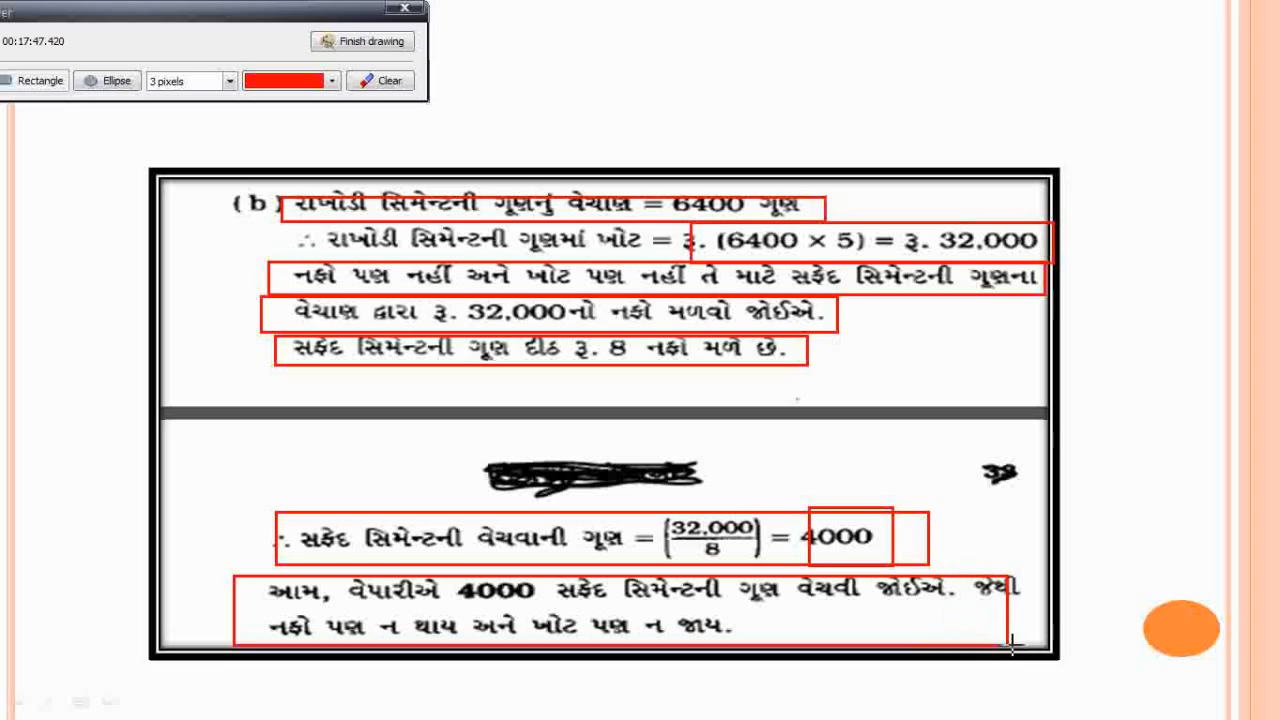 00:17:47.420
Finish drawing
Rectangle Ellipse 3 pixels Clear
( b ) રાખોડી સિમેન્ટની ગૂણનું વેચાણ = 6400 ગૂણ
∴ રાખોડી સિમેન્ટની ગૂણમાં ખોટ = રૂ. (6400 × 5) = રૂ. 32,000
નફો પણ નહીં અને ખોટ પણ નહીં તે માટે સફેદ સિમેન્ટની ગૂણના
વેચાણ દ્વારા રૂ. 32,000નો નફો મળવો જોઈએ.
સફેદ સિમેન્ટની ગૂણ દીઠ રૂ. 8 નફો મળે છે.
∴ સફેદ સિમેન્ટની વેચવાની ગૂણ = (32,000/8) = 4000
આમ, વેપારીએ 4000 સફેદ સિમેન્ટની ગૂણ વેચવી જોઈએ. જેથી
નફો પણ ન થાય અને ખોટ પણ ન જાય.